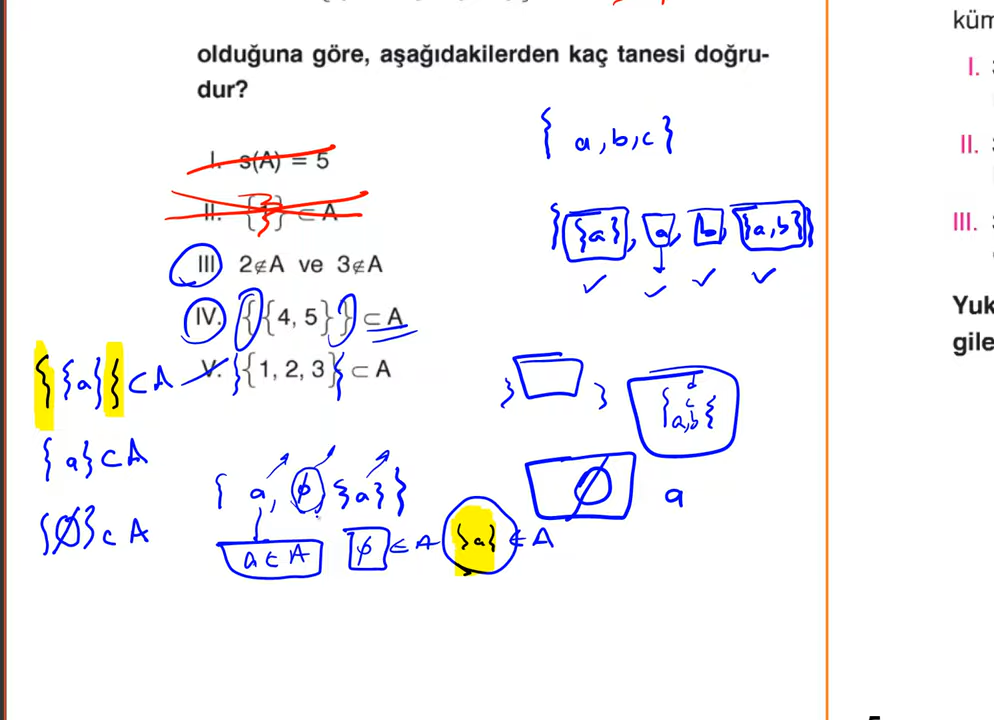 olduğuna göre, aşağıdakilerden kaç tanesi doğru-
dur?
I. s(A) = 5
II. {1} ⊂ A
III 2∉A ve 3∉A
IV. {{4, 5}} ⊂ A
V. {{1, 2, 3} ⊂ A
{ a, b, c }
{ {a}, a, b, {a, b} }
{ {a} } ⊂ A
{ a } ⊂ A
{ ∅ } ⊂ A
{ a, ∅, {a} }
a ∈ A
∅ ∈ A
{a} ∈ A
{ }
d
c
{a, b}
∅ a
küm
I.
II.
III.
Yuk
gile